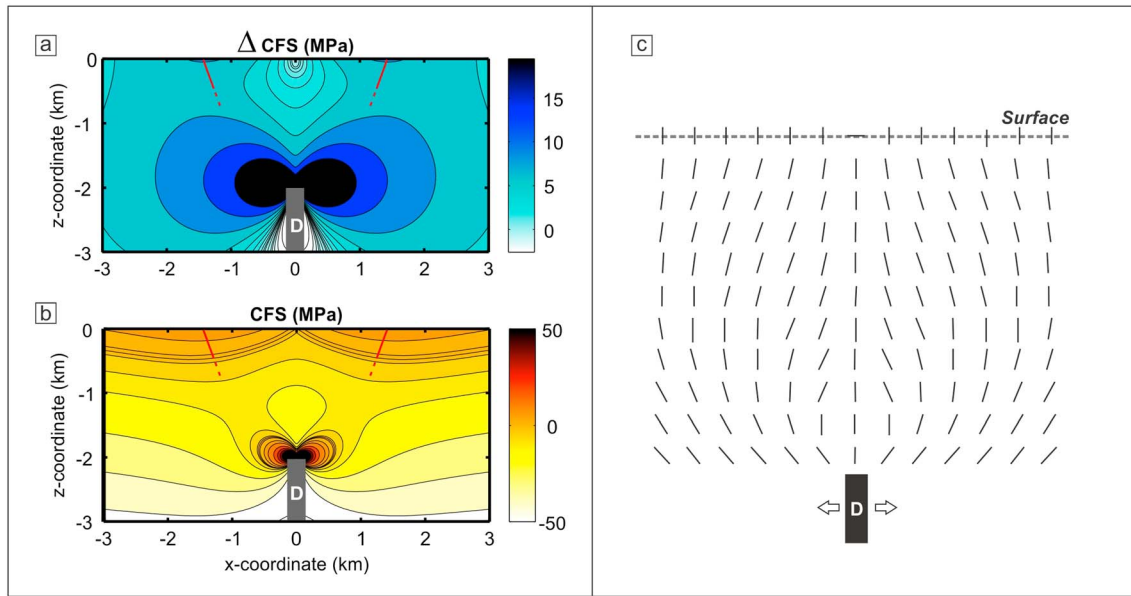 a
Δ CFS (MPa)
z-coordinate (km)
0
-1
-2
-3
D
-3 -2 -1 0 1 2 3
15
10
5
0
b
CFS (MPa)
z-coordinate (km)
0
-1
-2
-3
D
-3 -2 -1 0 1 2 3
x-coordinate (km)
50
0
-50
c
Surface
D